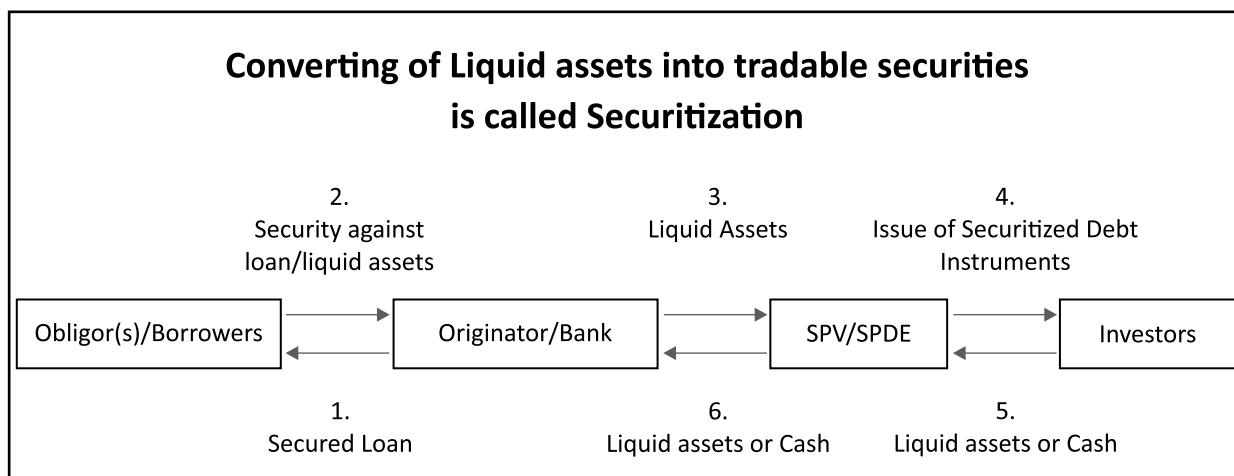 Converting of Liquid assets into tradable securities
is called Securitization
2.
Security against
loan/liquid assets
3.
Liquid Assets
4.
Issue of Securitized Debt
Instruments
Obligor(s)/Borrowers
Originator/Bank
SPV/SPDE
Investors
1.
Secured Loan
6.
Liquid assets or Cash
5.
Liquid assets or Cash